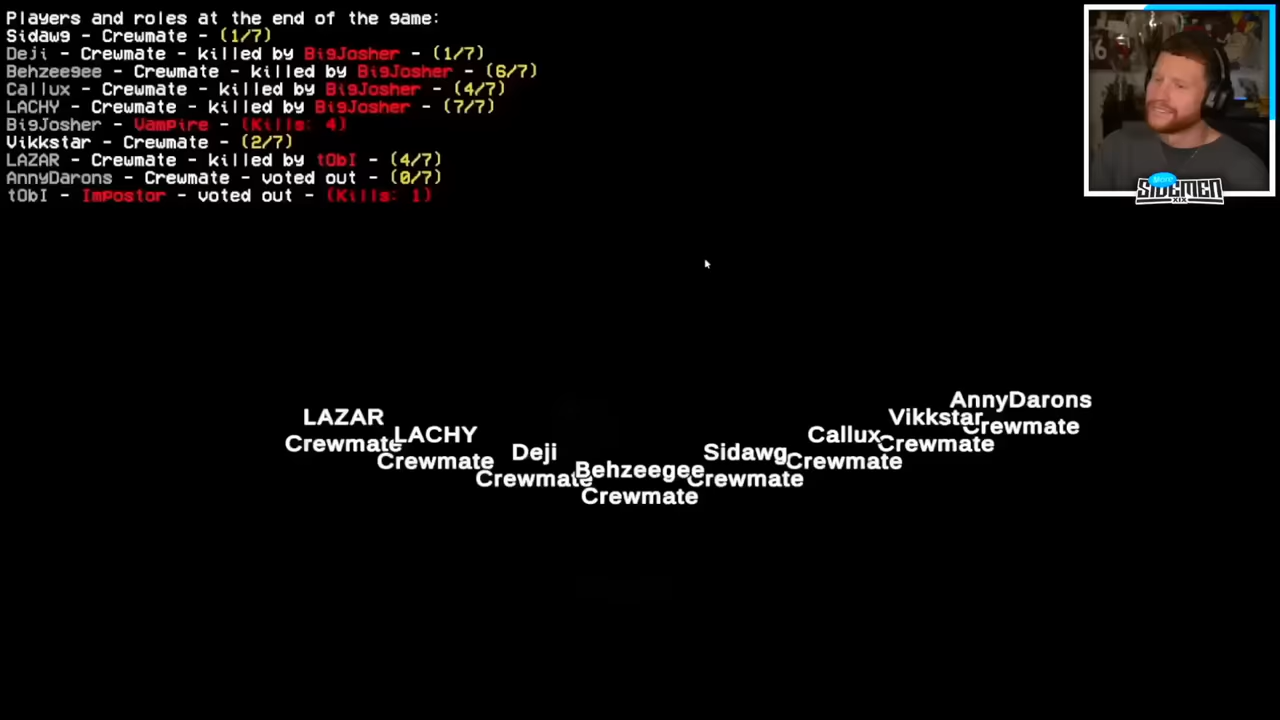 Players and roles at the end of the game:
Sidawg - Crewmate - (1/7)
Deji - Crewmate - killed by BigJosher - (1/7)
Behzeegee - Crewmate - killed by BigJosher - (6/7)
Callux - Crewmate - killed by BigJosher - (4/7)
LACHY - Crewmate - killed by BigJosher - (7/7)
BigJosher - Vampire - (Kills: 4)
Vikkstar - Crewmate - (2/7)
LAZAR - Crewmate - killed by tObI - (4/7)
AnnyDarons - Crewmate - voted out - (0/7)
tObI - Impostor - voted out - (Kills: 1)
More
SIDEMEN
XIX
AnnyDarons
Crewmate
LAZAR
Crewmate
Vikkstar
Crewmate
LACHY
Crewmate
Callux
Crewmate
Deji
Crewmate
Sidawg
Crewmate
Behzeegee
Crewmate